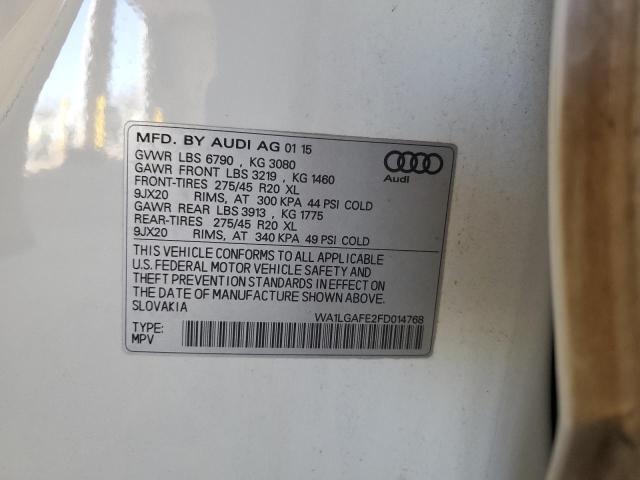 MFD. BY AUDI AG 01 15
GVWR LBS 6790 , KG 3080
GAWR FRONT LBS 3219 , KG 1460
FRONT-TIRES 275/45 R20 XL
9JX20 RIMS, AT 300 KPA 44 PSI COLD
GAWR REAR LBS 3913 , KG 1775
REAR-TIRES 275/45 R20 XL
9JX20 RIMS, AT 340 KPA 49 PSI COLD
Audi
THIS VEHICLE CONFORMS TO ALL APPLICABLE
U.S. FEDERAL MOTOR VEHICLE SAFETY AND
THEFT PREVENTION STANDARDS IN EFFECT ON
THE DATE OF MANUFACTURE SHOWN ABOVE.
SLOVAKIA
WA1LGAFE2FD014768
TYPE:
MPV